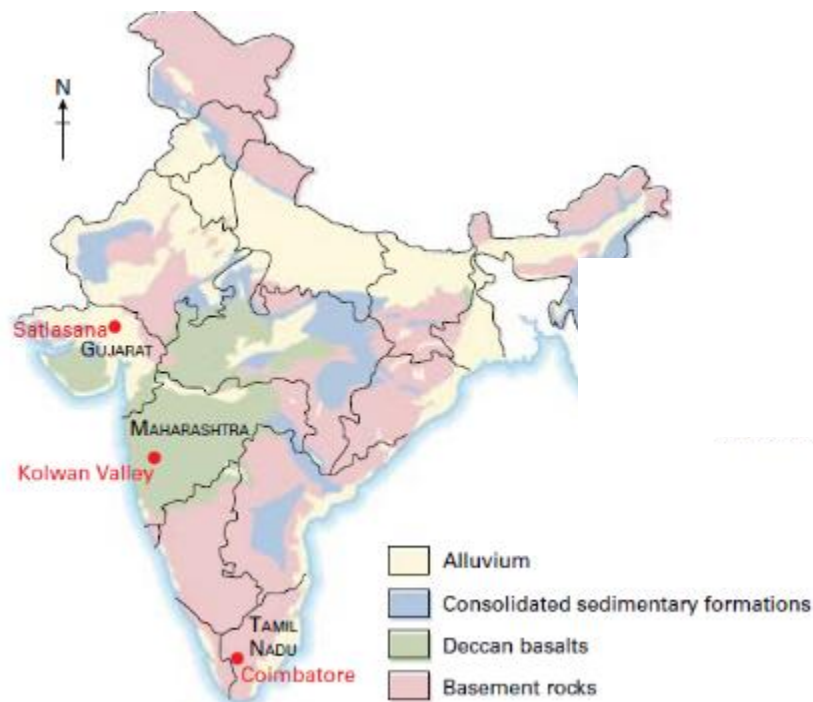 N
Satlasana
GUJARAT
MAHARASHTRA
Kolwan Valley
TAMIL
NADU
Coimbatore
Alluvium
Consolidated sedimentary formations
Deccan basalts
Basement rocks